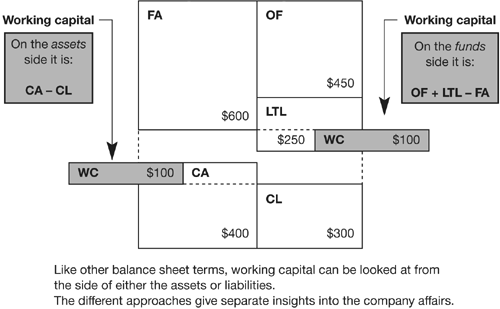 Working capital
On the assets
side it is:
CA – CL
FA
$600
OF
$450
LTL
$250
WC $100
Working capital
On the funds
side it is:
OF + LTL – FA
WC $100
CA
$400
CL
$300
Like other balance sheet terms, working capital can be looked at from
the side of either the assets or liabilities.
The different approaches give separate insights into the company affairs.